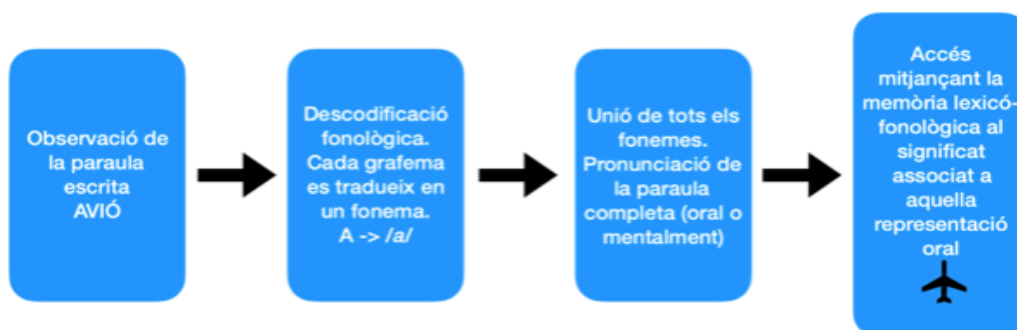 Observació de
la paraula
escrita
AVIÓ
Descodificació
fonològica.
Cada grafema
es tradueix en
un fonema.
A -> /a/
Unió de tots els
fonemes.
Pronunciació de
la paraula
completa (oral o
mentalment)
Accés
mitjançant la
memòria lexicó-
fonològica al
significat
associat a
aquella
representació
oral